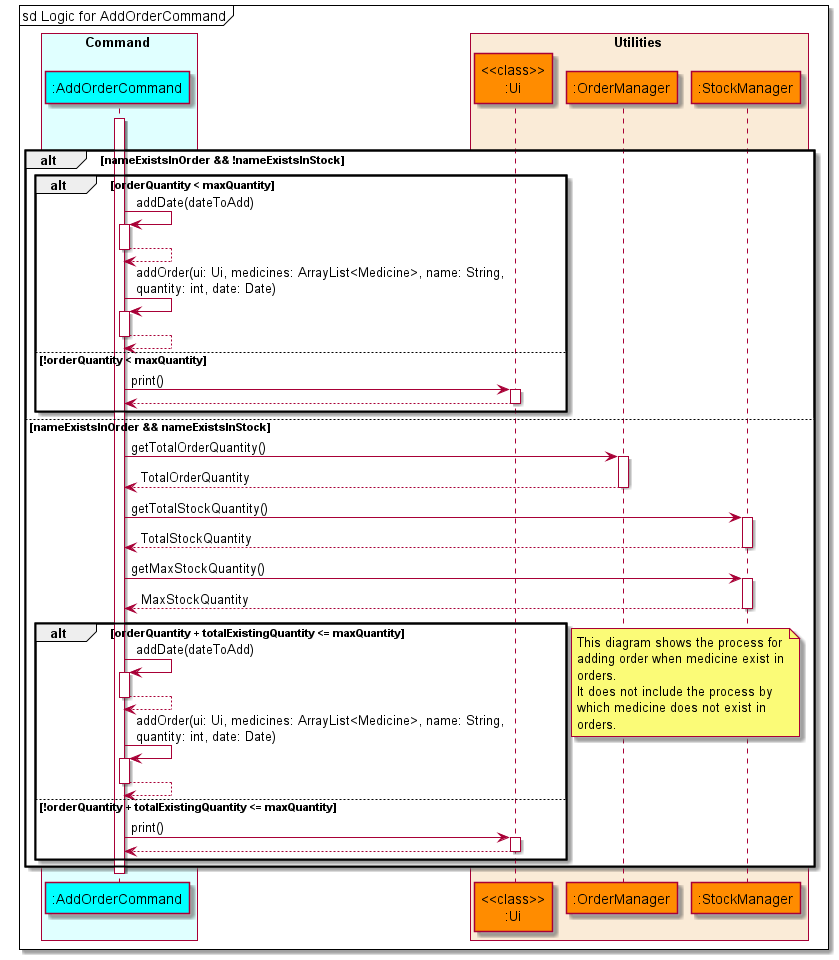 sd Logic for AddOrderCommand
Command
Utilities
:AddOrderCommand
<<class>>
:Ui
:OrderManager
:StockManager
alt
[nameExistsInOrder && !nameExistsInStock]
alt
[orderQuantity < maxQuantity]
addDate(dateToAdd)
addOrder(ui: Ui, medicines: ArrayList<Medicine>, name: String,
quantity: int, date: Date)
[!orderQuantity < maxQuantity]
print()
[nameExistsInOrder && nameExistsInStock]
getTotalOrderQuantity()
TotalOrderQuantity
getTotalStockQuantity()
TotalStockQuantity
getMaxStockQuantity()
MaxStockQuantity
alt
[orderQuantity + totalExistingQuantity <= maxQuantity]
addDate(dateToAdd)
This diagram shows the process for
adding order when medicine exist in
orders.
It does not include the process by
which medicine does not exist in
orders.
addOrder(ui: Ui, medicines: ArrayList<Medicine>, name: String,
quantity: int, date: Date)
[!orderQuantity + totalExistingQuantity <= maxQuantity]
print()
:AddOrderCommand
<<class>>
:Ui
:OrderManager
:StockManager